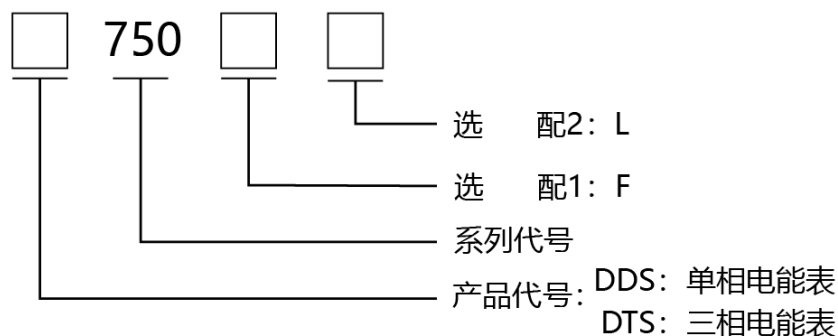 750
选 配2：L
选 配1：F
系列代号
产品代号：DDS：单相电能表
DTS：三相电能表